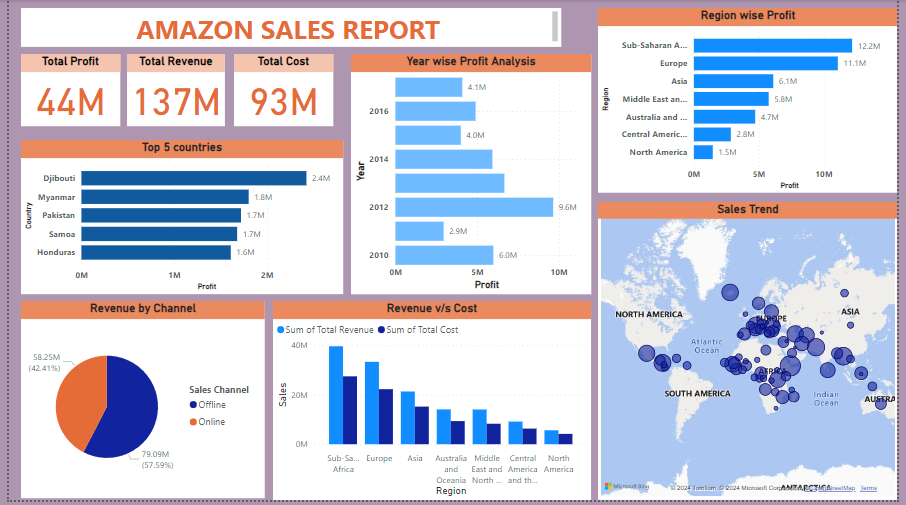 AMAZON SALES REPORT
Total Profit
44M
Total Revenue
137M
Total Cost
93M
Top 5 countries
Country
Djibouti
2.4M
Myanmar
1.8M
Pakistan
1.7M
Samoa
1.7M
Honduras
1.6M
0M 1M 2M
Profit
Year wise Profit Analysis
Year
4.1M
2016
4.0M
2014
2012
9.6M
2.9M
2010
6.0M
0M 5M 10M
Profit
Region wise Profit
Region
Sub-Saharan A...
12.2M
Europe
11.1M
Asia
6.1M
Middle East an...
5.8M
Australia and ...
4.7M
Central Americ...
2.8M
North America
1.5M
0M 5M 10M
Profit
Revenue by Channel
58.25M
(42.41%)
79.09M
(57.59%)
Sales Channel
Offline
Online
Revenue v/s Cost
Sum of Total Revenue Sum of Total Cost
Sales
40M
20M
0M
Sub-Sa...
Africa
Europe
Asia
Australia
and
Oceania
Middle
East and
North ...
Central
America
and th...
North
America
Region
Sales Trend
NORTH AMERICA
EUROPE
ASIA
Atlantic
Ocean
AFRICA
SOUTH AMERICA
Indian
Ocean
AUSTRA
ANTARCTICA
Microsoft Bing
© 2024 TomTom, © 2024 Microsoft Corporation, © OpenStreetMap Terms